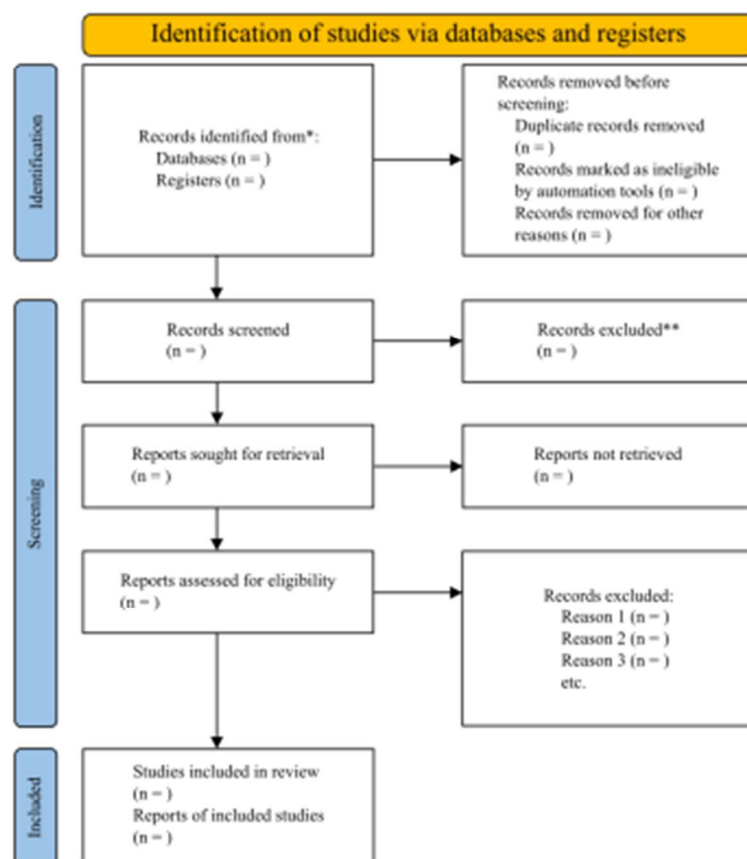 Identification of studies via databases and registers
Identification
Records identified from*:
Databases (n = )
Registers (n = )
Records removed before
screening:
Duplicate records removed
(n = )
Records marked as ineligible
by automation tools (n = )
Records removed for other
reasons (n = )
Screening
Records screened
(n = )
Records excluded**
(n = )
Reports sought for retrieval
(n = )
Reports not retrieved
(n = )
Reports assessed for eligibility
(n = )
Records excluded:
Reason 1 (n = )
Reason 2 (n = )
Reason 3 (n = )
etc.
Included
Studies included in review
(n = )
Reports of included studies
(n = )